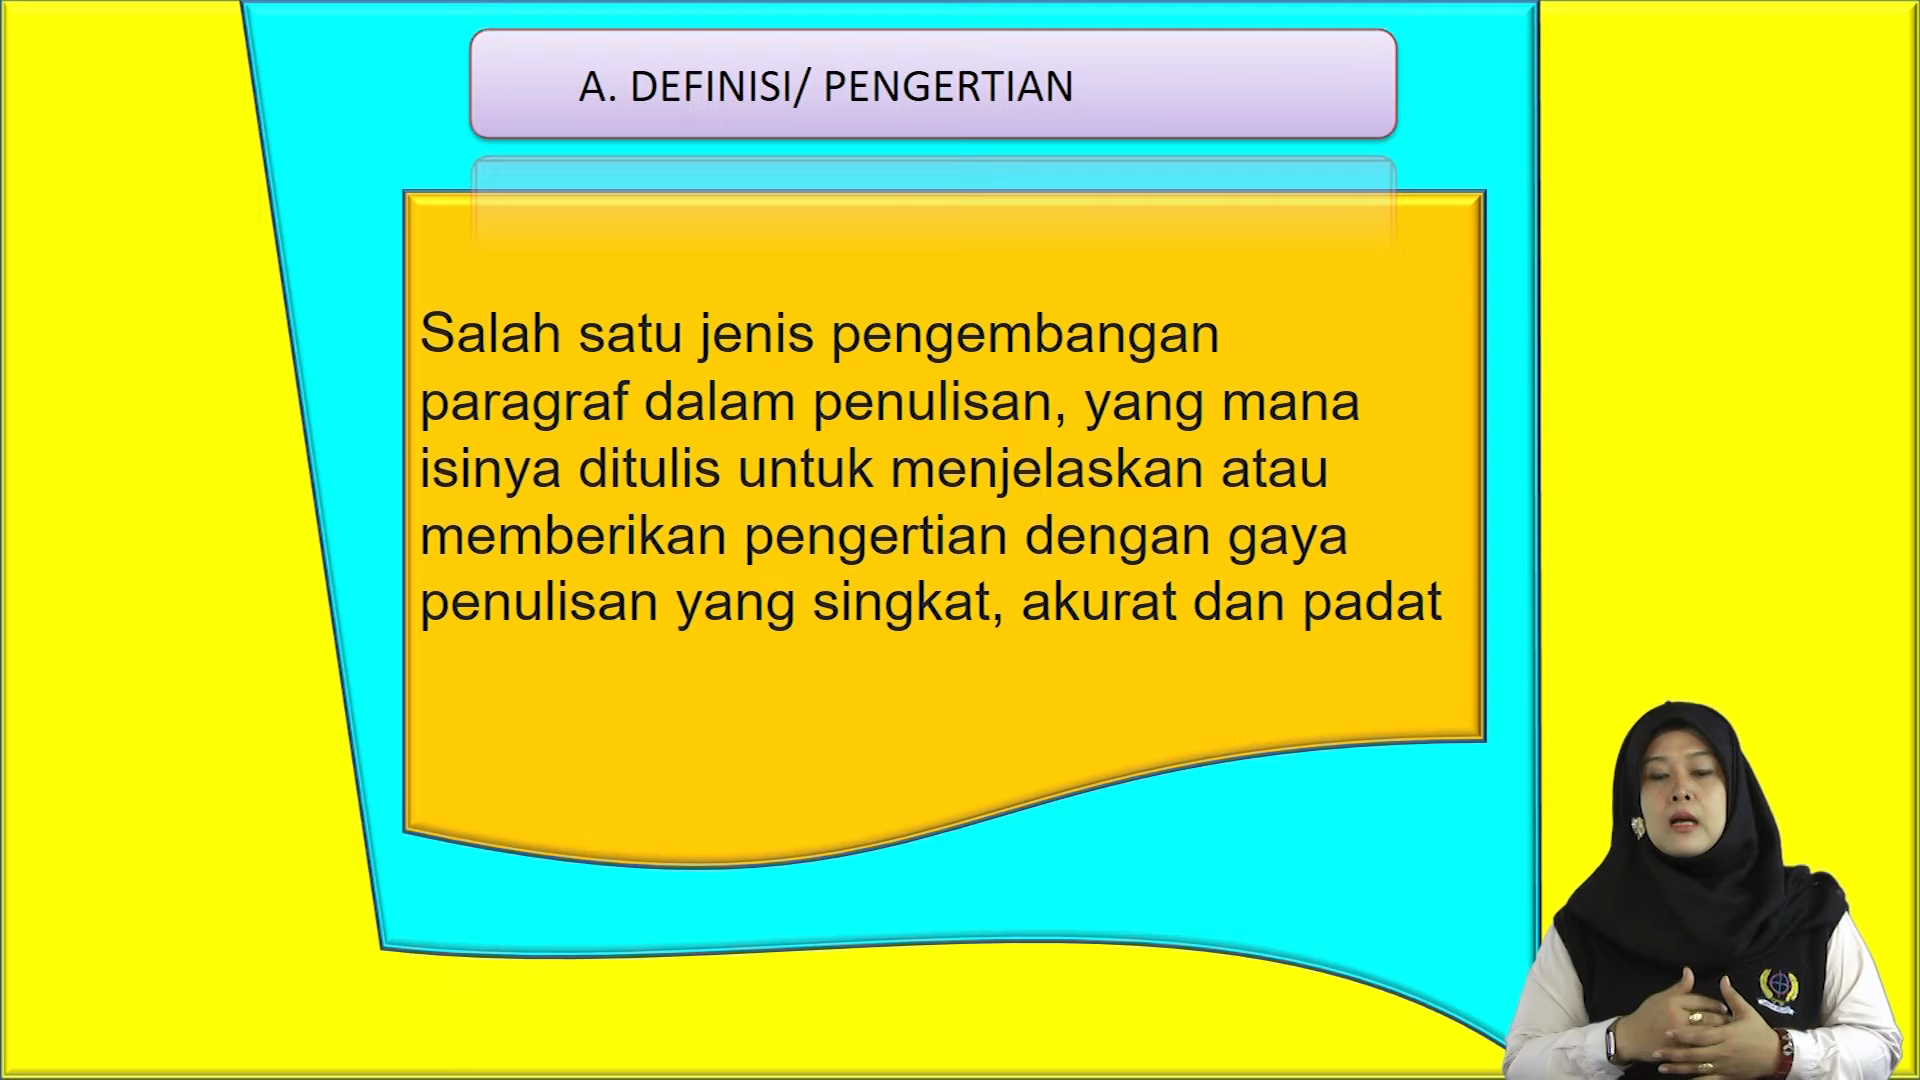 A. DEFINISI/ PENGERTIAN
Salah satu jenis pengembangan
paragraf dalam penulisan, yang mana
isinya ditulis untuk menjelaskan atau
memberikan pengertian dengan gaya
penulisan yang singkat, akurat dan padat